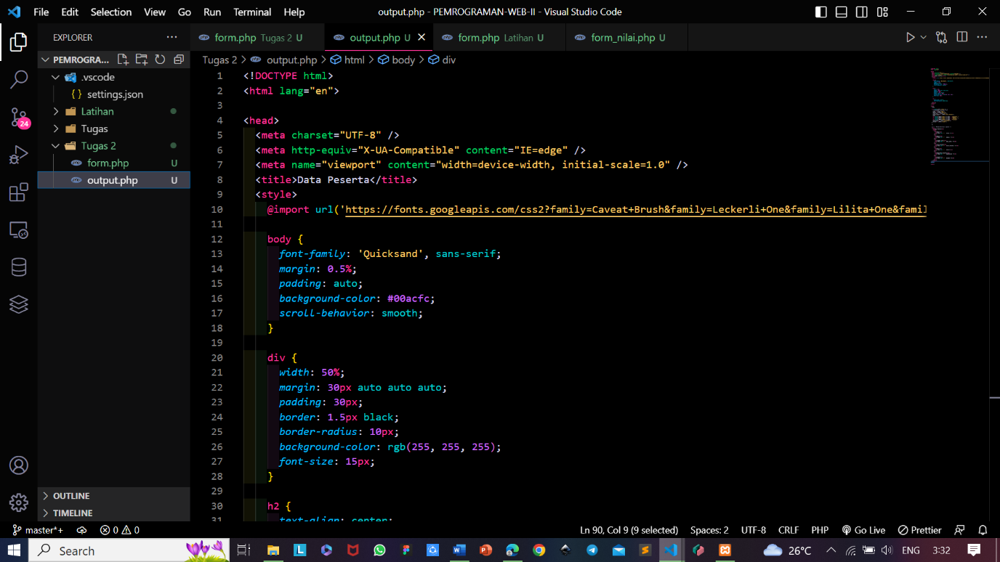 File Edit Selection View Go Run Terminal Help output.php - PEMROGRAMAN-WEB-II - Visual Studio Code
EXPLORER
form.php Tugas 2 U output.php U form.php Latihan U form_nilai.php U
PEMROGRA...
.vscode
{} settings.json
Latihan
Tugas
Tugas 2
form.php U
output.php U
24
OUTLINE
TIMELINE
Tugas 2 > output.php > html > body > div
1 <!DOCTYPE html>
2 <html lang="en">
3
4 <head>
5 <meta charset="UTF-8" />
6 <meta http-equiv="X-UA-Compatible" content="IE=edge" />
7 <meta name="viewport" content="width=device-width, initial-scale=1.0" />
8 <title>Data Peserta</title>
9 <style>
10 @import url('https://fonts.googleapis.com/css2?family=Caveat+Brush&family=Leckerli+One&family=Lilita+One&famil
11
12 body {
13 font-family: 'Quicksand', sans-serif;
14 margin: 0.5%;
15 padding: auto;
16 background-color: #00acfc;
17 scroll-behavior: smooth;
18 }
19
20 div {
21 width: 50%;
22 margin: 30px auto auto auto;
23 padding: 30px;
24 border: 1.5px black;
25 border-radius: 10px;
26 background-color: rgb(255, 255, 255);
27 font-size: 15px;
28 }
29
30 h2 {
31 text-align: center;
master*+ 0 0 Ln 90, Col 9 (9 selected) Spaces: 2 UTF-8 CRLF PHP Go Live Prettier
Search 26°C ENG 3:32